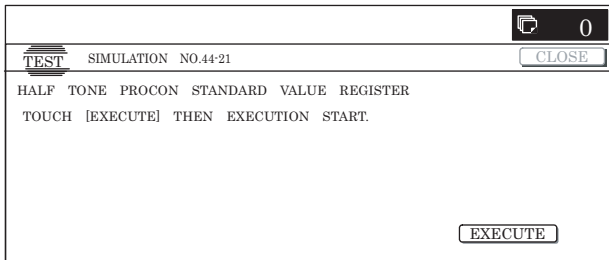 0
TEST SIMULATION NO.44-21 CLOSE
HALF TONE PROCON STANDARD VALUE REGISTER
TOUCH [EXECUTE] THEN EXECUTION START.
EXECUTE